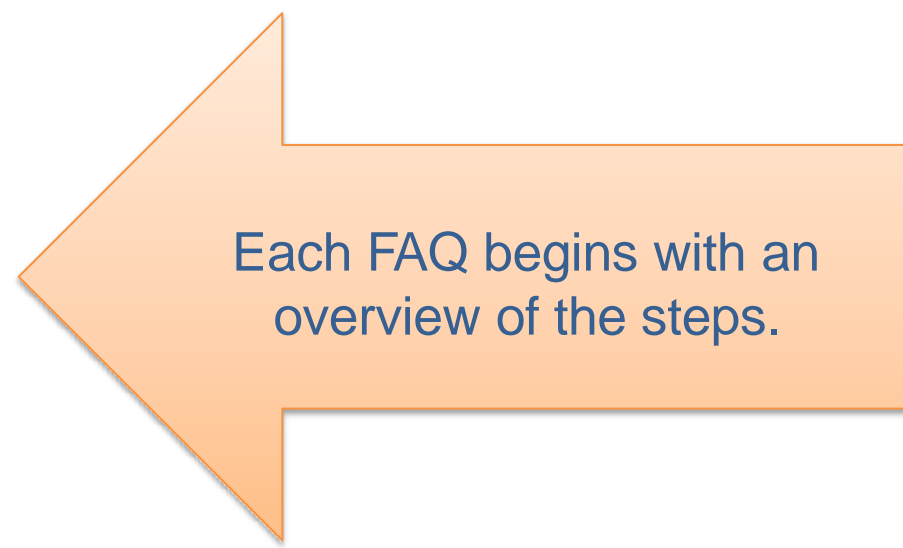 Each FAQ begins with an
overview of the steps.